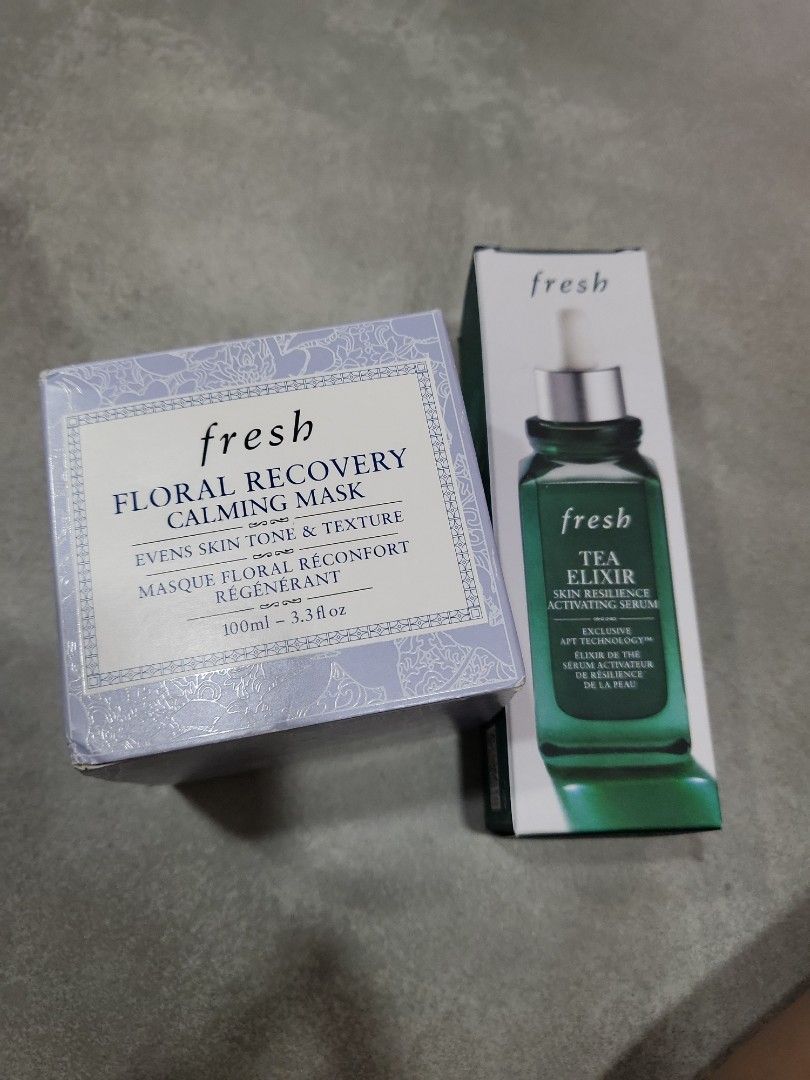 fresh
FLORAL RECOVERY
CALMING MASK
EVENS SKIN TONE & TEXTURE
MASQUE FLORAL RÉCONFORT
RÉGÉNÉRANT
100ml – 3.3 fl oz
fresh
fresh
TEA
ELIXIR
SKIN RESILIENCE
ACTIVATING SERUM
EXCLUSIVE
APT TECHNOLOGY™
ÉLIXIR DE THÉ
SÉRUM ACTIVATEUR
DE RÉSILIENCE
DE LA PEAU